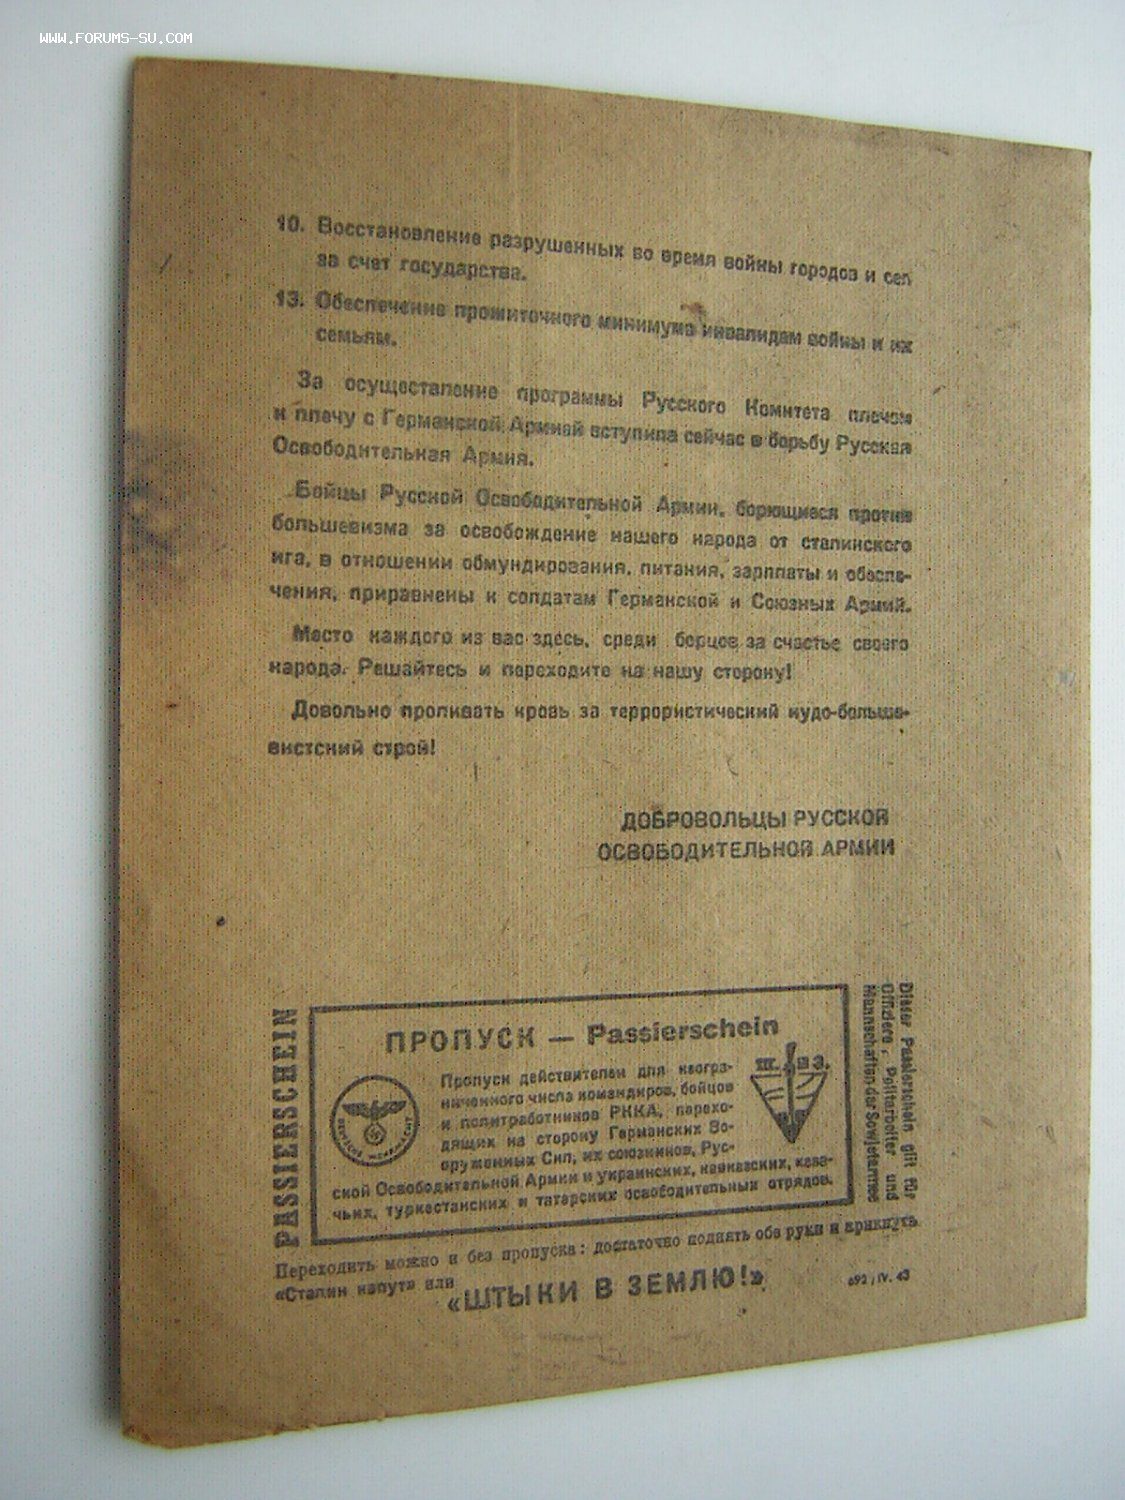 WWW.FORUMS-SU.COM
10. Восстановление разрушенных во время войны городов и сел
за счет государства.
13. Обеспечение прожиточного минимума инвалидам войны и их
семьям.
За осуществление программы Русского Комитета плечом
к плечу с Германской Армией вступила сейчас в борьбу Русская
Освободительная Армия.
Бойцы Русской Освободительной Армии, борющиеся против
большевизма за освобождение нашего народа от сталинского
ига, в отношении обмундирования, питания, зарплаты и обеспе-
чения, приравнены к солдатам Германской и Союзных Армий.
Место каждого из вас здесь, среди борцов за счастье своего
народа. Решайтесь и переходите на нашу сторону!
Довольно проливать кровь за террористический иудо-больше-
вистский строй!
ДОБРОВОЛЬЦЫ РУССКОЙ
ОСВОБОДИТЕЛЬНОЙ АРМИИ
PASSIERSCHEIN
ПРОПУСК — Passierschein
Пропуск действителен для неогра-
ниченного числа командиров, бойцов
и политработников РККА, перехо-
дящих на сторону Германских Во-
оруженных Сил, их союзников, Рус-
ской Освободительной Армии и украинских, кавказских, каза-
чьих, туркестанских и татарских освободительных отрядов.
DEUTSCHE WEHRMACHT
Ш. В З.
Dieser Passierschein gilt für
Offiziere, Politarbeiter und
Mannschaften der Sowjetarmee
Переходить можно и без пропуска: достаточно поднять обе руки и крикнуть
«Сталин капут» или
«ШТЫКИ В ЗЕМЛЮ!»
692 / IV. 43